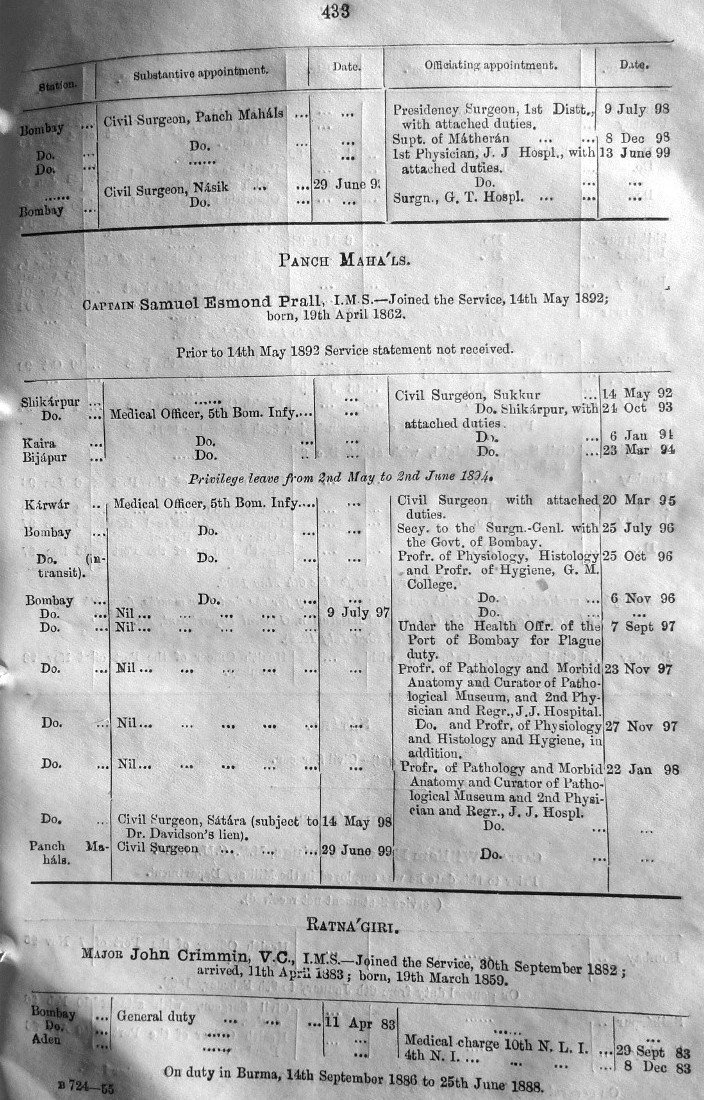 433
Station. Substantive appointment. Date. Officiating appointment. Date.
Bombay ... Civil Surgeon, Panch Maháls ... ... Presidency Surgeon, 1st Distt., 9 July 98
with attached duties.
Do. ... Do. ... ... Supt. of Mátherán ... ... 8 Dec 98
Do. ... ...... ... 1st Physician, J. J Hospl., with 13 June 99
attached duties.
...... Civil Surgeon, Násik ... ... 29 June 9 Do. ... ...
Bombay ... Do. ... ... Surgn., G. T. Hospl. ... ... ...
PANCH MAHA'LS.
CAPTAIN Samuel Esmond Prall, I.M.S.—Joined the Service, 14th May 1892;
born, 19th April 1862.
Prior to 14th May 1892 Service statement not received.
Shikárpur ... ...... ... Civil Surgeon, Sukkur ... 14 May 92
Do. ... Medical Officer, 5th Bom. Infy.... ... Do. Shikárpur, with 24 Oct 93
attached duties.
Kaira ... Do. ... ... Do. ... 6 Jan 94
Bijápur ... Do. ... ... Do. ... 23 Mar 94
Privilege leave from 2nd May to 2nd June 1894.
Kárwár .. Medical Officer, 5th Bom. Infy.... ... Civil Surgeon with attached 20 Mar 95
duties.
Bombay ... Do. ... ... Secy. to the Surgn.-Genl. with 25 July 96
the Govt. of Bombay.
Do. (in- Do. ... ... Profr. of Physiology, Histology 25 Oct 96
transit). and Profr. of Hygiene, G. M.
College.
Bombay ... Do. ... ... Do. ... 6 Nov 96
Do. ... Nil ... ... ... ... 9 July 97 Do. ... ...
Do. ... Nil ... ... ... ... ... Under the Health Offr. of the 7 Sept 97
Port of Bombay for Plague
duty.
Do. ... Nil ... ... ... ... ... Profr. of Pathology and Morbid 23 Nov 97
Anatomy and Curator of Patho-
logical Museum, and 2nd Phy-
sician and Regr., J.J. Hospital.
Do. ... Nil ... ... ... ... ... Do. and Profr. of Physiology 27 Nov 97
and Histology and Hygiene, in
addition.
Do. ... Nil ... ... ... ... ... Profr. of Pathology and Morbid 22 Jan 98
Anatomy and Curator of Patho-
logical Museum and 2nd Physi-
cian and Regr., J. J. Hospl.
Do. ... Civil Surgeon, Sátára (subject to 14 May 98 Do. ... ...
Dr. Davidson's lien).
Panch Ma- Civil Surgeon ... ... ... 29 June 99 Do. ... ...
háls.
RATNA'GIRI.
MAJOR John Crimmin, V.C., I.M.S.—Joined the Service, 30th September 1882;
arrived, 11th April 1883; born, 19th March 1859.
Bombay ... General duty ... ... ... 11 Apr 83 ...... ...
Do. ... ...... ... Medical charge 10th N. L. I. ... 29 Sept 83
Aden ... ...... ... 4th N. I. ... ... ... ... 8 Dec 83
On duty in Burma, 14th September 1886 to 25th June 1888.
B 724—55